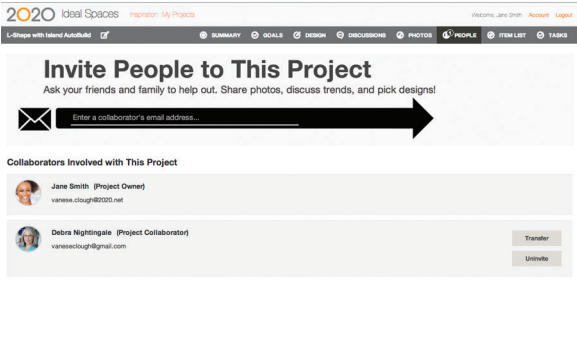 2020 Ideal Spaces Inspiration My Projects Welcome, Jane Smith Account Logout
L-Shape with Island AutoBuild SUMMARY GOALS DESIGN DISCUSSIONS PHOTOS PEOPLE ITEM LIST TASKS
Invite People to This Project
Ask your friends and family to help out. Share photos, discuss trends, and pick designs!
Enter a collaborator's email address...
Collaborators Involved with This Project
Jane Smith (Project Owner)
vanese.clough@2020.net
Debra Nightingale (Project Collaborator)
vaneseclough@gmail.com
Transfer
Uninvite